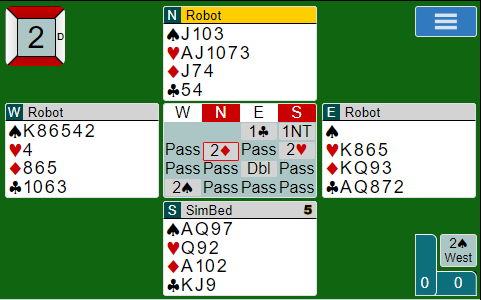 2 D
N Robot
♠J103
♥AJ1073
♦J74
♣54
W Robot
♠K86542
♥4
♦865
♣1063
W N E S
1♣ 1NT
Pass 2♦ Pass 2♥
Pass Pass Dbl Pass
2♠ Pass Pass Pass
E Robot
♠
♥K865
♦KQ93
♣AQ872
S SimBed 5
♠AQ97
♥Q92
♦A102
♣KJ9
2♠
West
0 0